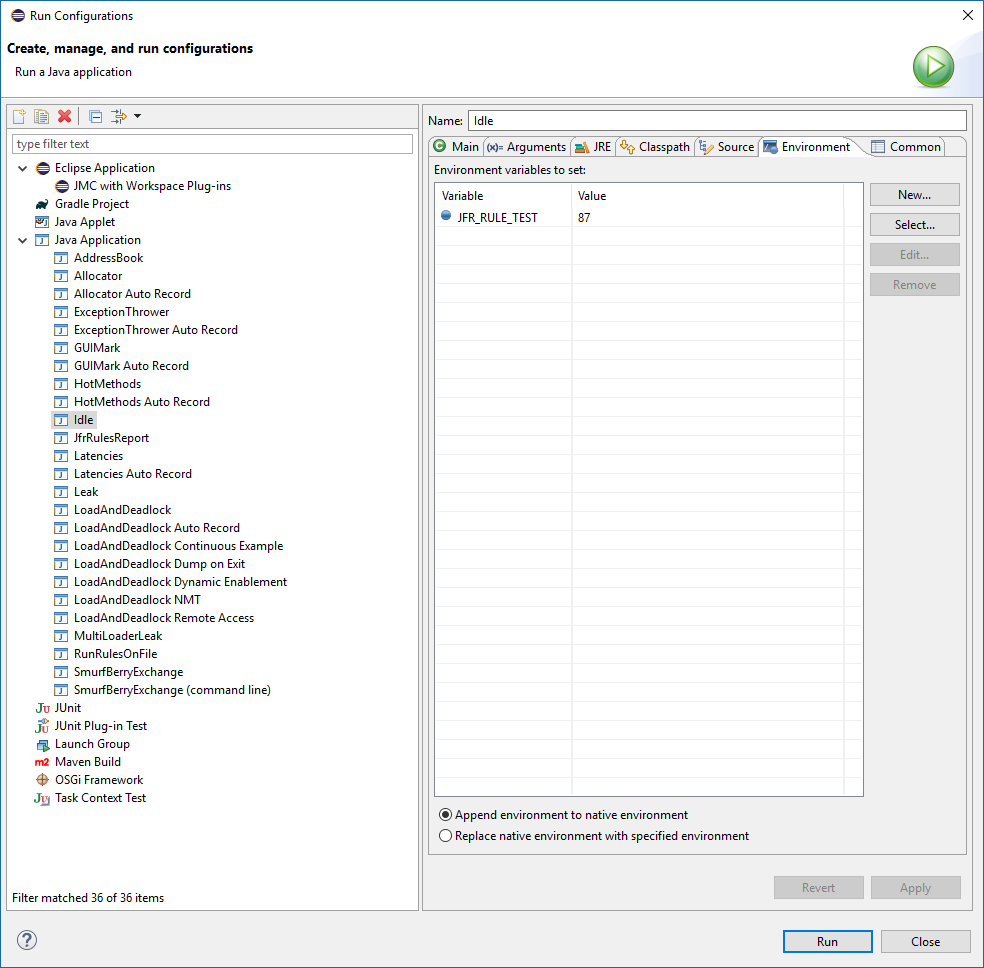 Run Configurations
Create, manage, and run configurations
Run a Java application
type filter text
Eclipse Application
JMC with Workspace Plug-ins
Gradle Project
Java Applet
Java Application
AddressBook
Allocator
Allocator Auto Record
ExceptionThrower
ExceptionThrower Auto Record
GUIMark
GUIMark Auto Record
HotMethods
HotMethods Auto Record
Idle
JfrRulesReport
Latencies
Latencies Auto Record
Leak
LoadAndDeadlock
LoadAndDeadlock Auto Record
LoadAndDeadlock Continuous Example
LoadAndDeadlock Dump on Exit
LoadAndDeadlock Dynamic Enablement
LoadAndDeadlock NMT
LoadAndDeadlock Remote Access
MultiLoaderLeak
RunRulesOnFile
SmurfBerryExchange
SmurfBerryExchange (command line)
JUnit
JUnit Plug-in Test
Launch Group
Maven Build
OSGi Framework
Task Context Test
Filter matched 36 of 36 items
Name: Idle
Main (x)= Arguments JRE Classpath Source Environment Common
Environment variables to set:
Variable Value
JFR_RULE_TEST 87
New...
Select...
Edit...
Remove
Append environment to native environment
Replace native environment with specified environment
Revert Apply
? Run Close